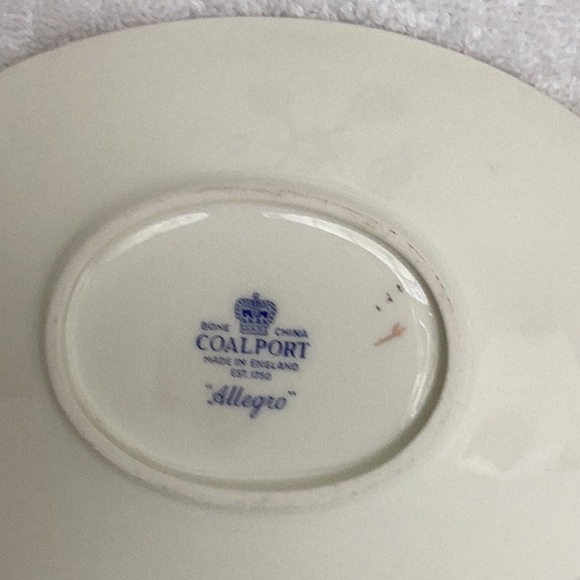 BONE CHINA
COALPORT
MADE IN ENGLAND
EST. 1750
"Allegro"